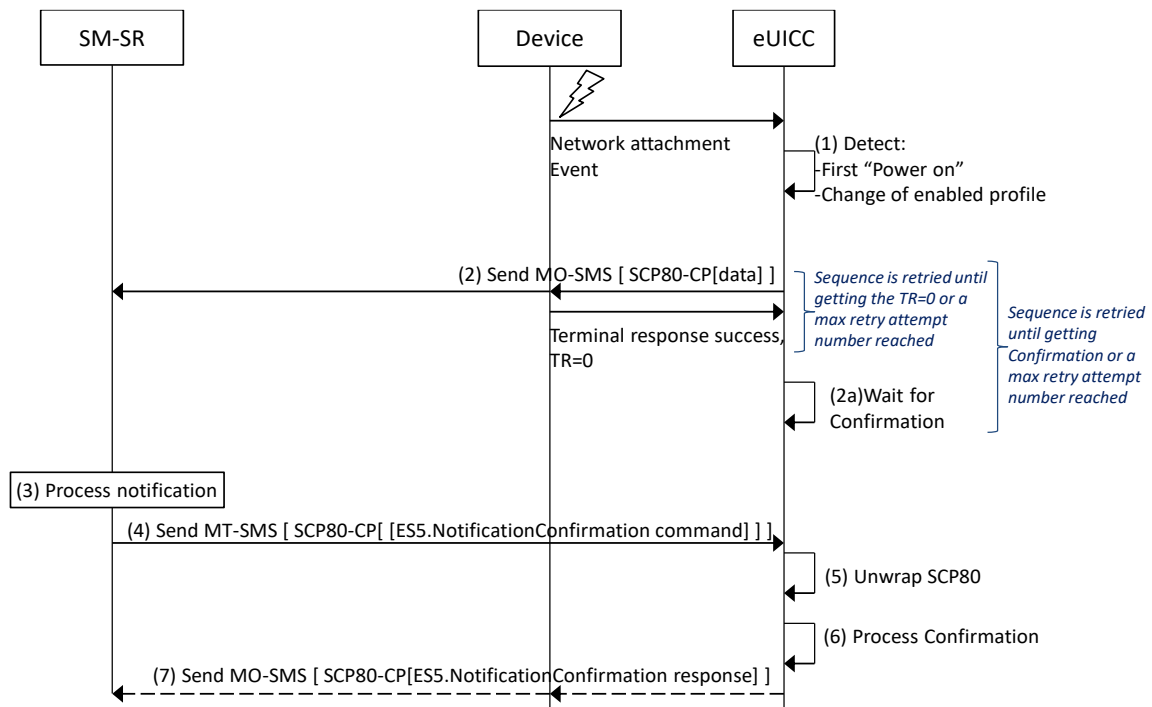 SM-SR
Device
eUICC
Network attachment
Event
(1) Detect:
-First “Power on”
-Change of enabled profile
(2) Send MO-SMS [ SCP80-CP[data] ]
Terminal response success,
TR=0
Sequence is retried until
getting the TR=0 or a
max retry attempt
number reached
Sequence is retried
until getting
Confirmation or a
max retry attempt
number reached
(2a)Wait for
Confirmation
(3) Process notification
(4) Send MT-SMS [ SCP80-CP[ [ES5.NotificationConfirmation command] ] ]
(5) Unwrap SCP80
(6) Process Confirmation
(7) Send MO-SMS [ SCP80-CP[ES5.NotificationConfirmation response] ]